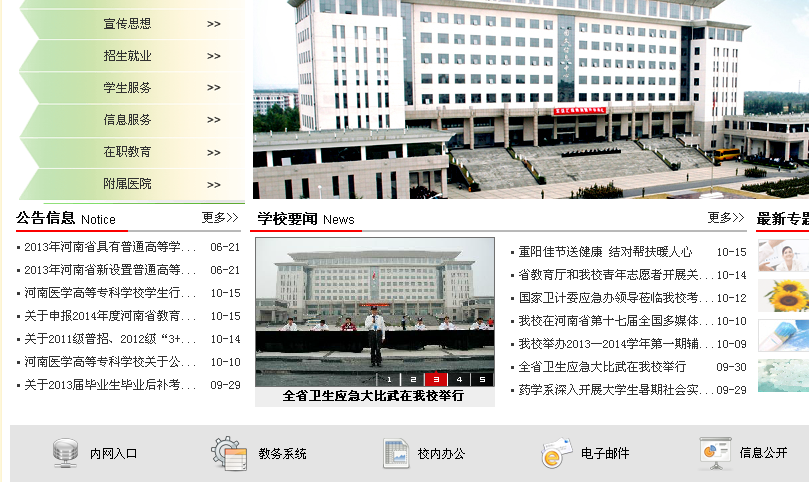 宣传思想 >>
招生就业 >>
学生服务 >>
信息服务 >>
在职教育 >>
附属医院 >>
公告信息 Notice 更多>>
2013年河南省具有普通高等学... 06-21
2013年河南省新设置普通高等... 06-21
河南医学高等专科学校学生行... 10-15
关于申报2014年度河南省教育... 10-15
关于2011级普招、2012级“3+... 10-14
河南医学高等专科学校关于公... 10-10
关于2013届毕业生毕业后补考... 09-29
学校要闻 News 更多>>
1 2 3 4 5
全省卫生应急大比武在我校举行
重阳佳节送健康 结对帮扶暖人心 10-15
省教育厅和我校青年志愿者开展关... 10-14
国家卫计委应急办领导莅临我校考... 10-12
我校在河南省第十七届全国多媒体... 10-10
我校举办2013—2014学年第一期辅... 10-09
全省卫生应急大比武在我校举行 09-30
药学系深入开展大学生暑期社会实... 09-29
最新专题
内网入口
教务系统
校内办公
电子邮件
信息公开